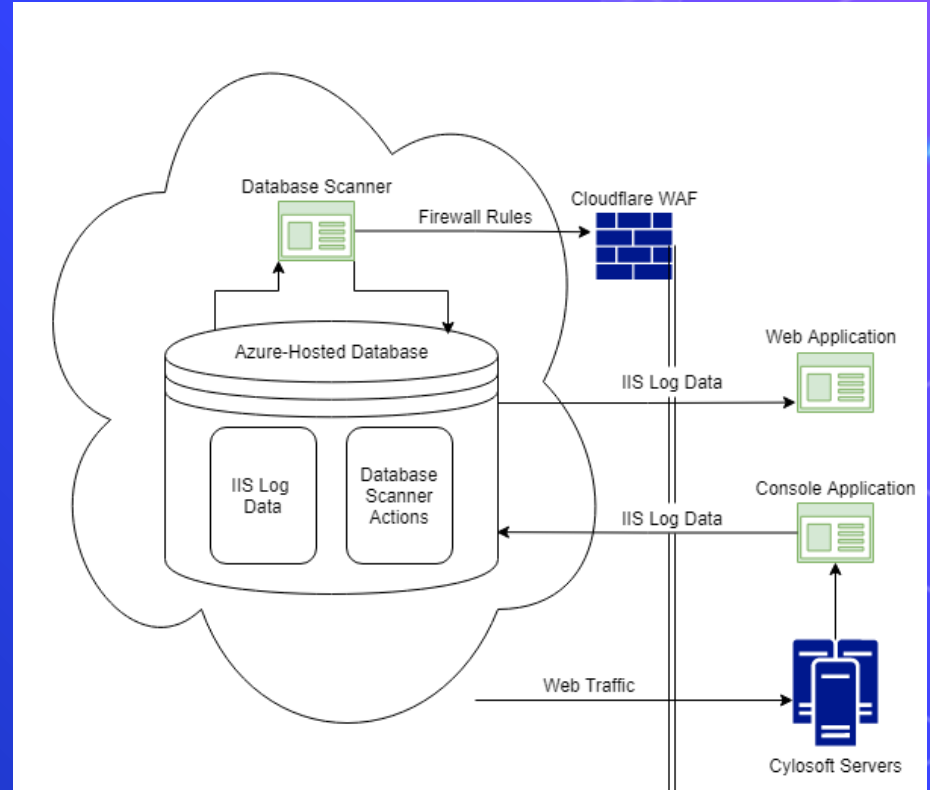 Database Scanner
Cloudflare WAF
Firewall Rules
Azure-Hosted Database
Web Application
IIS Log Data
IIS Log
Data
Database
Scanner
Actions
Console Application
IIS Log Data
Web Traffic
Cylosoft Servers